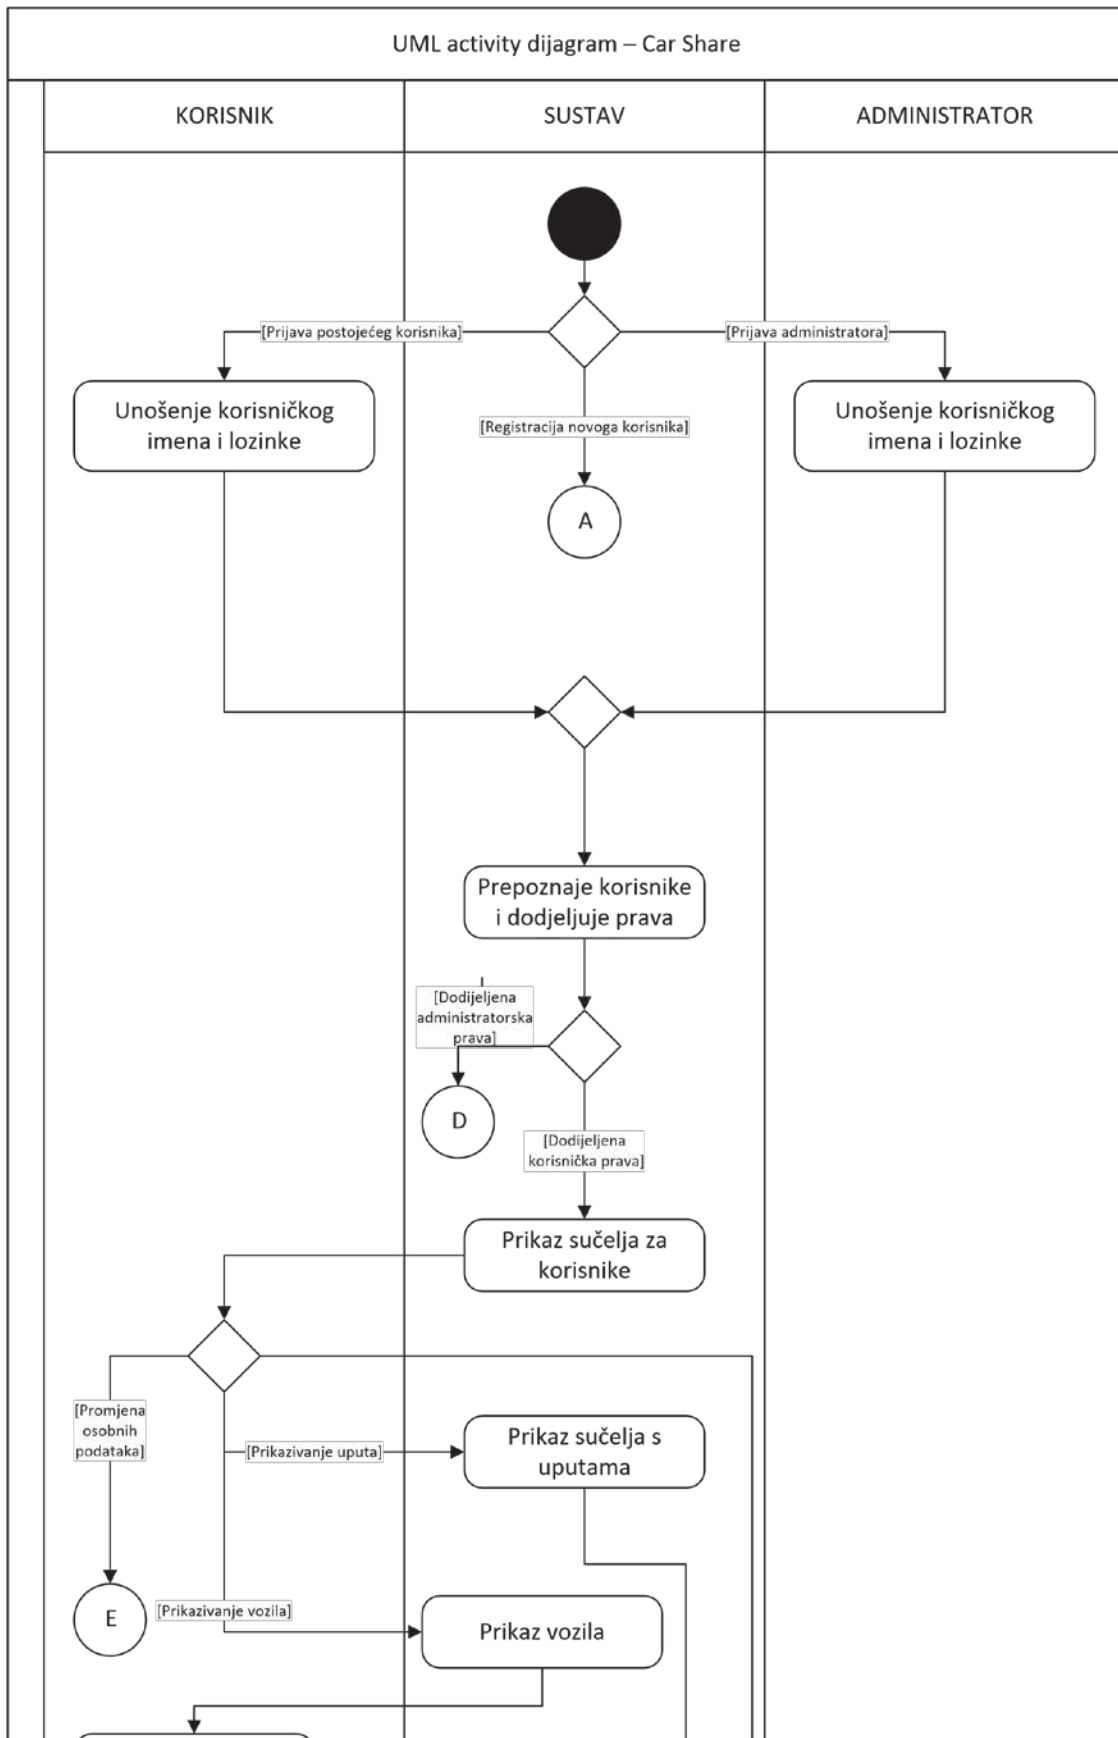 UML activity dijagram – Car Share
KORISNIK
SUSTAV
ADMINISTRATOR
[Prijava postojećeg korisnika]
[Prijava administratora]
Unošenje korisničkog
imena i lozinke
[Registracija novoga korisnika]
Unošenje korisničkog
imena i lozinke
A
Prepoznaje korisnike
i dodjeljuje prava
[Dodijeljena
administratorska
prava]
D
[Dodijeljena
korisnička prava]
Prikaz sučelja za
korisnike
[Promjena
osobnih
podataka]
[Prikazivanje uputa]
Prikaz sučelja s
uputama
E
[Prikazivanje vozila]
Prikaz vozila